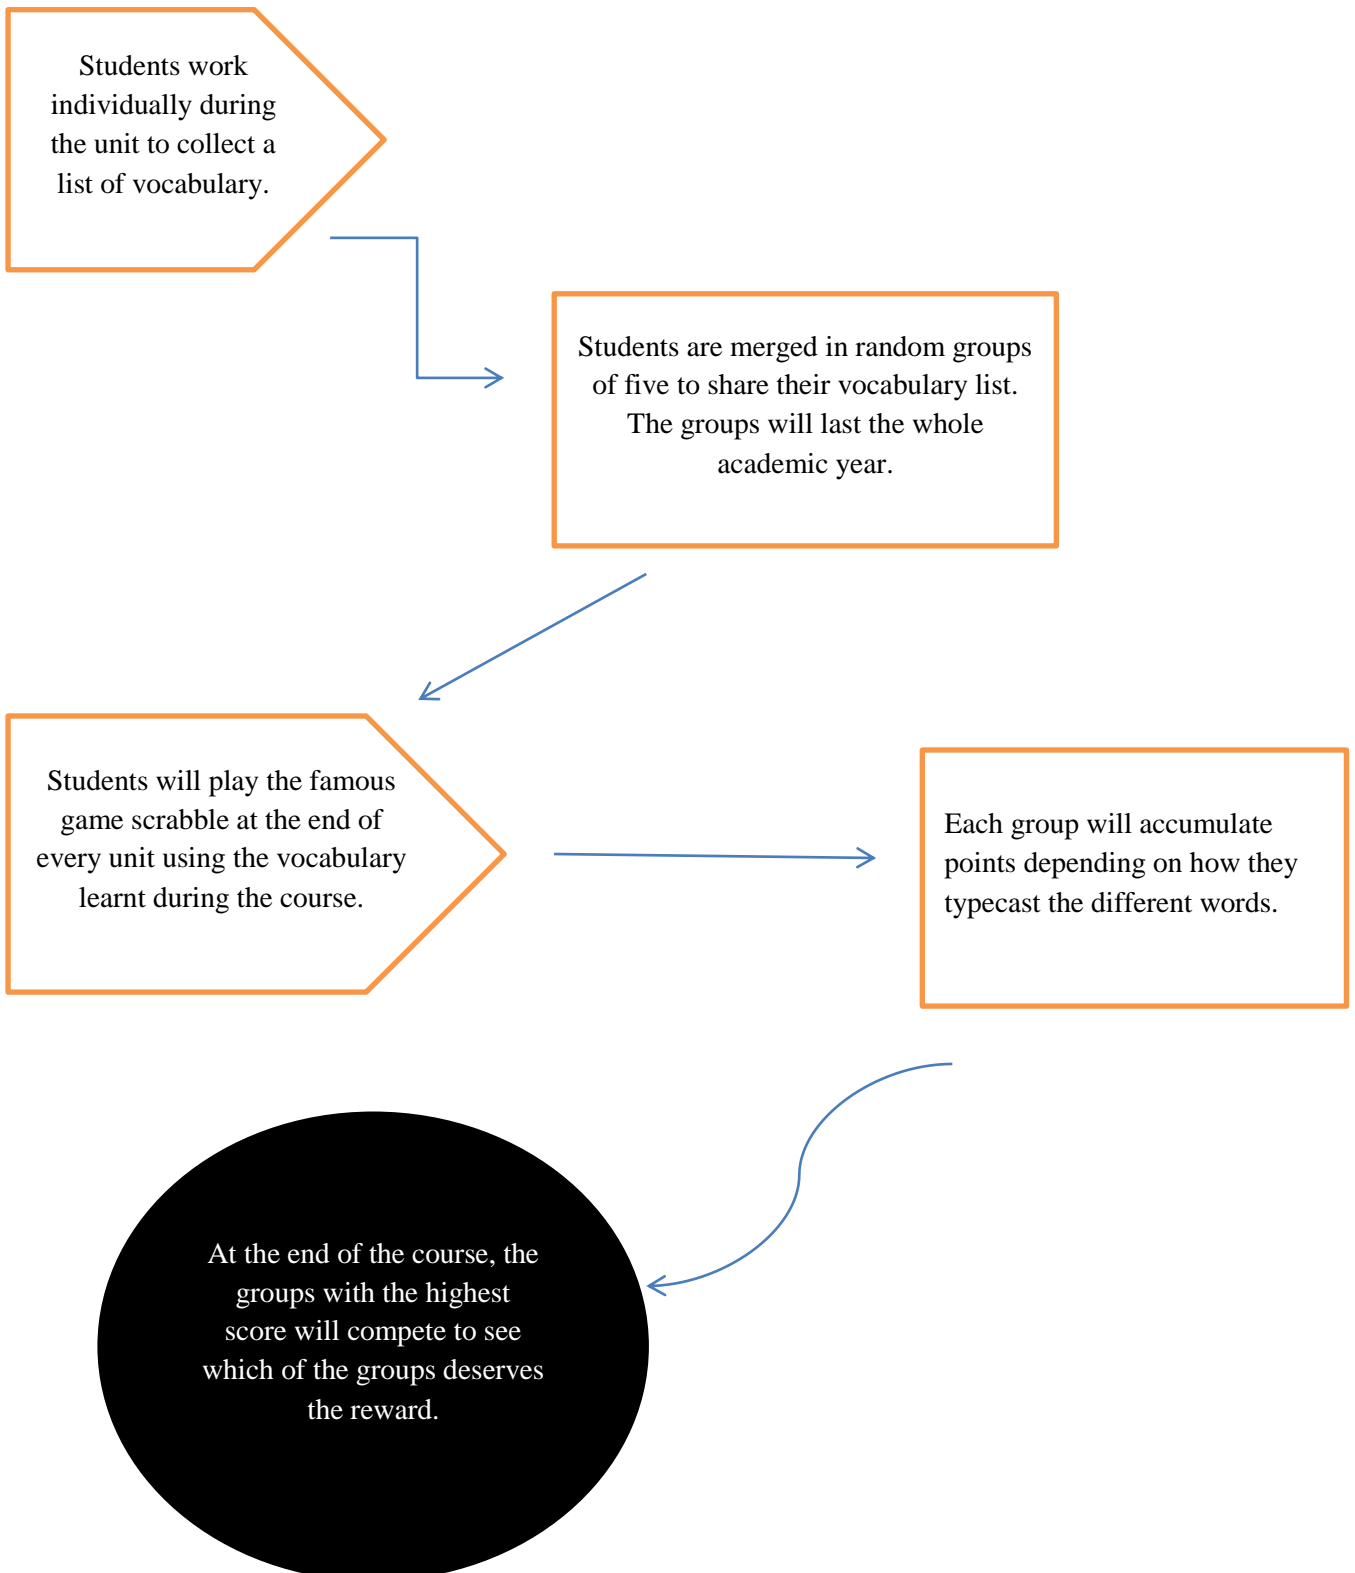 Students work
individually during
the unit to collect a
list of vocabulary.
Students are merged in random groups
of five to share their vocabulary list.
The groups will last the whole
academic year.
Students will play the famous
game scrabble at the end of
every unit using the vocabulary
learnt during the course.
Each group will accumulate
points depending on how they
typecast the different words.
At the end of the course, the
groups with the highest
score will compete to see
which of the groups deserves
the reward.